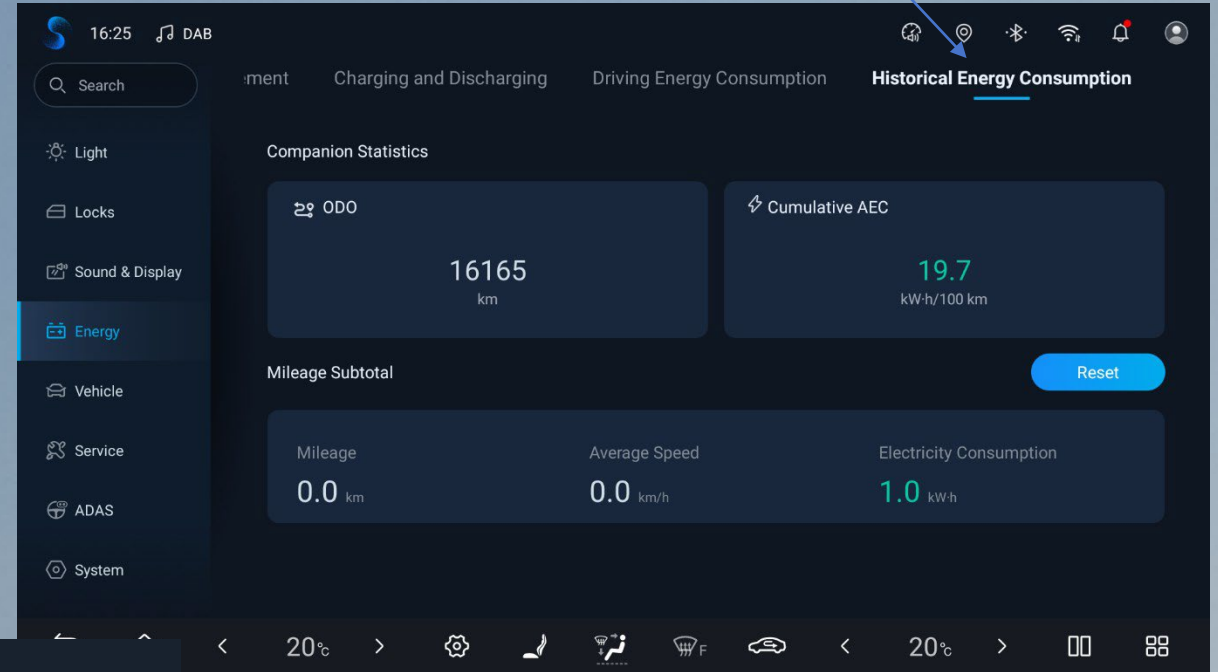 16:25 DAB
Search
ement Charging and Discharging Driving Energy Consumption Historical Energy Consumption
Light
Locks
Sound & Display
Energy
Vehicle
Service
ADAS
System
Companion Statistics
ODO
16165
km
Cumulative AEC
19.7
kW·h/100 km
Mileage Subtotal Reset
Mileage Average Speed Electricity Consumption
0.0 km 0.0 km/h 1.0 kW·h
20°C F 20°C